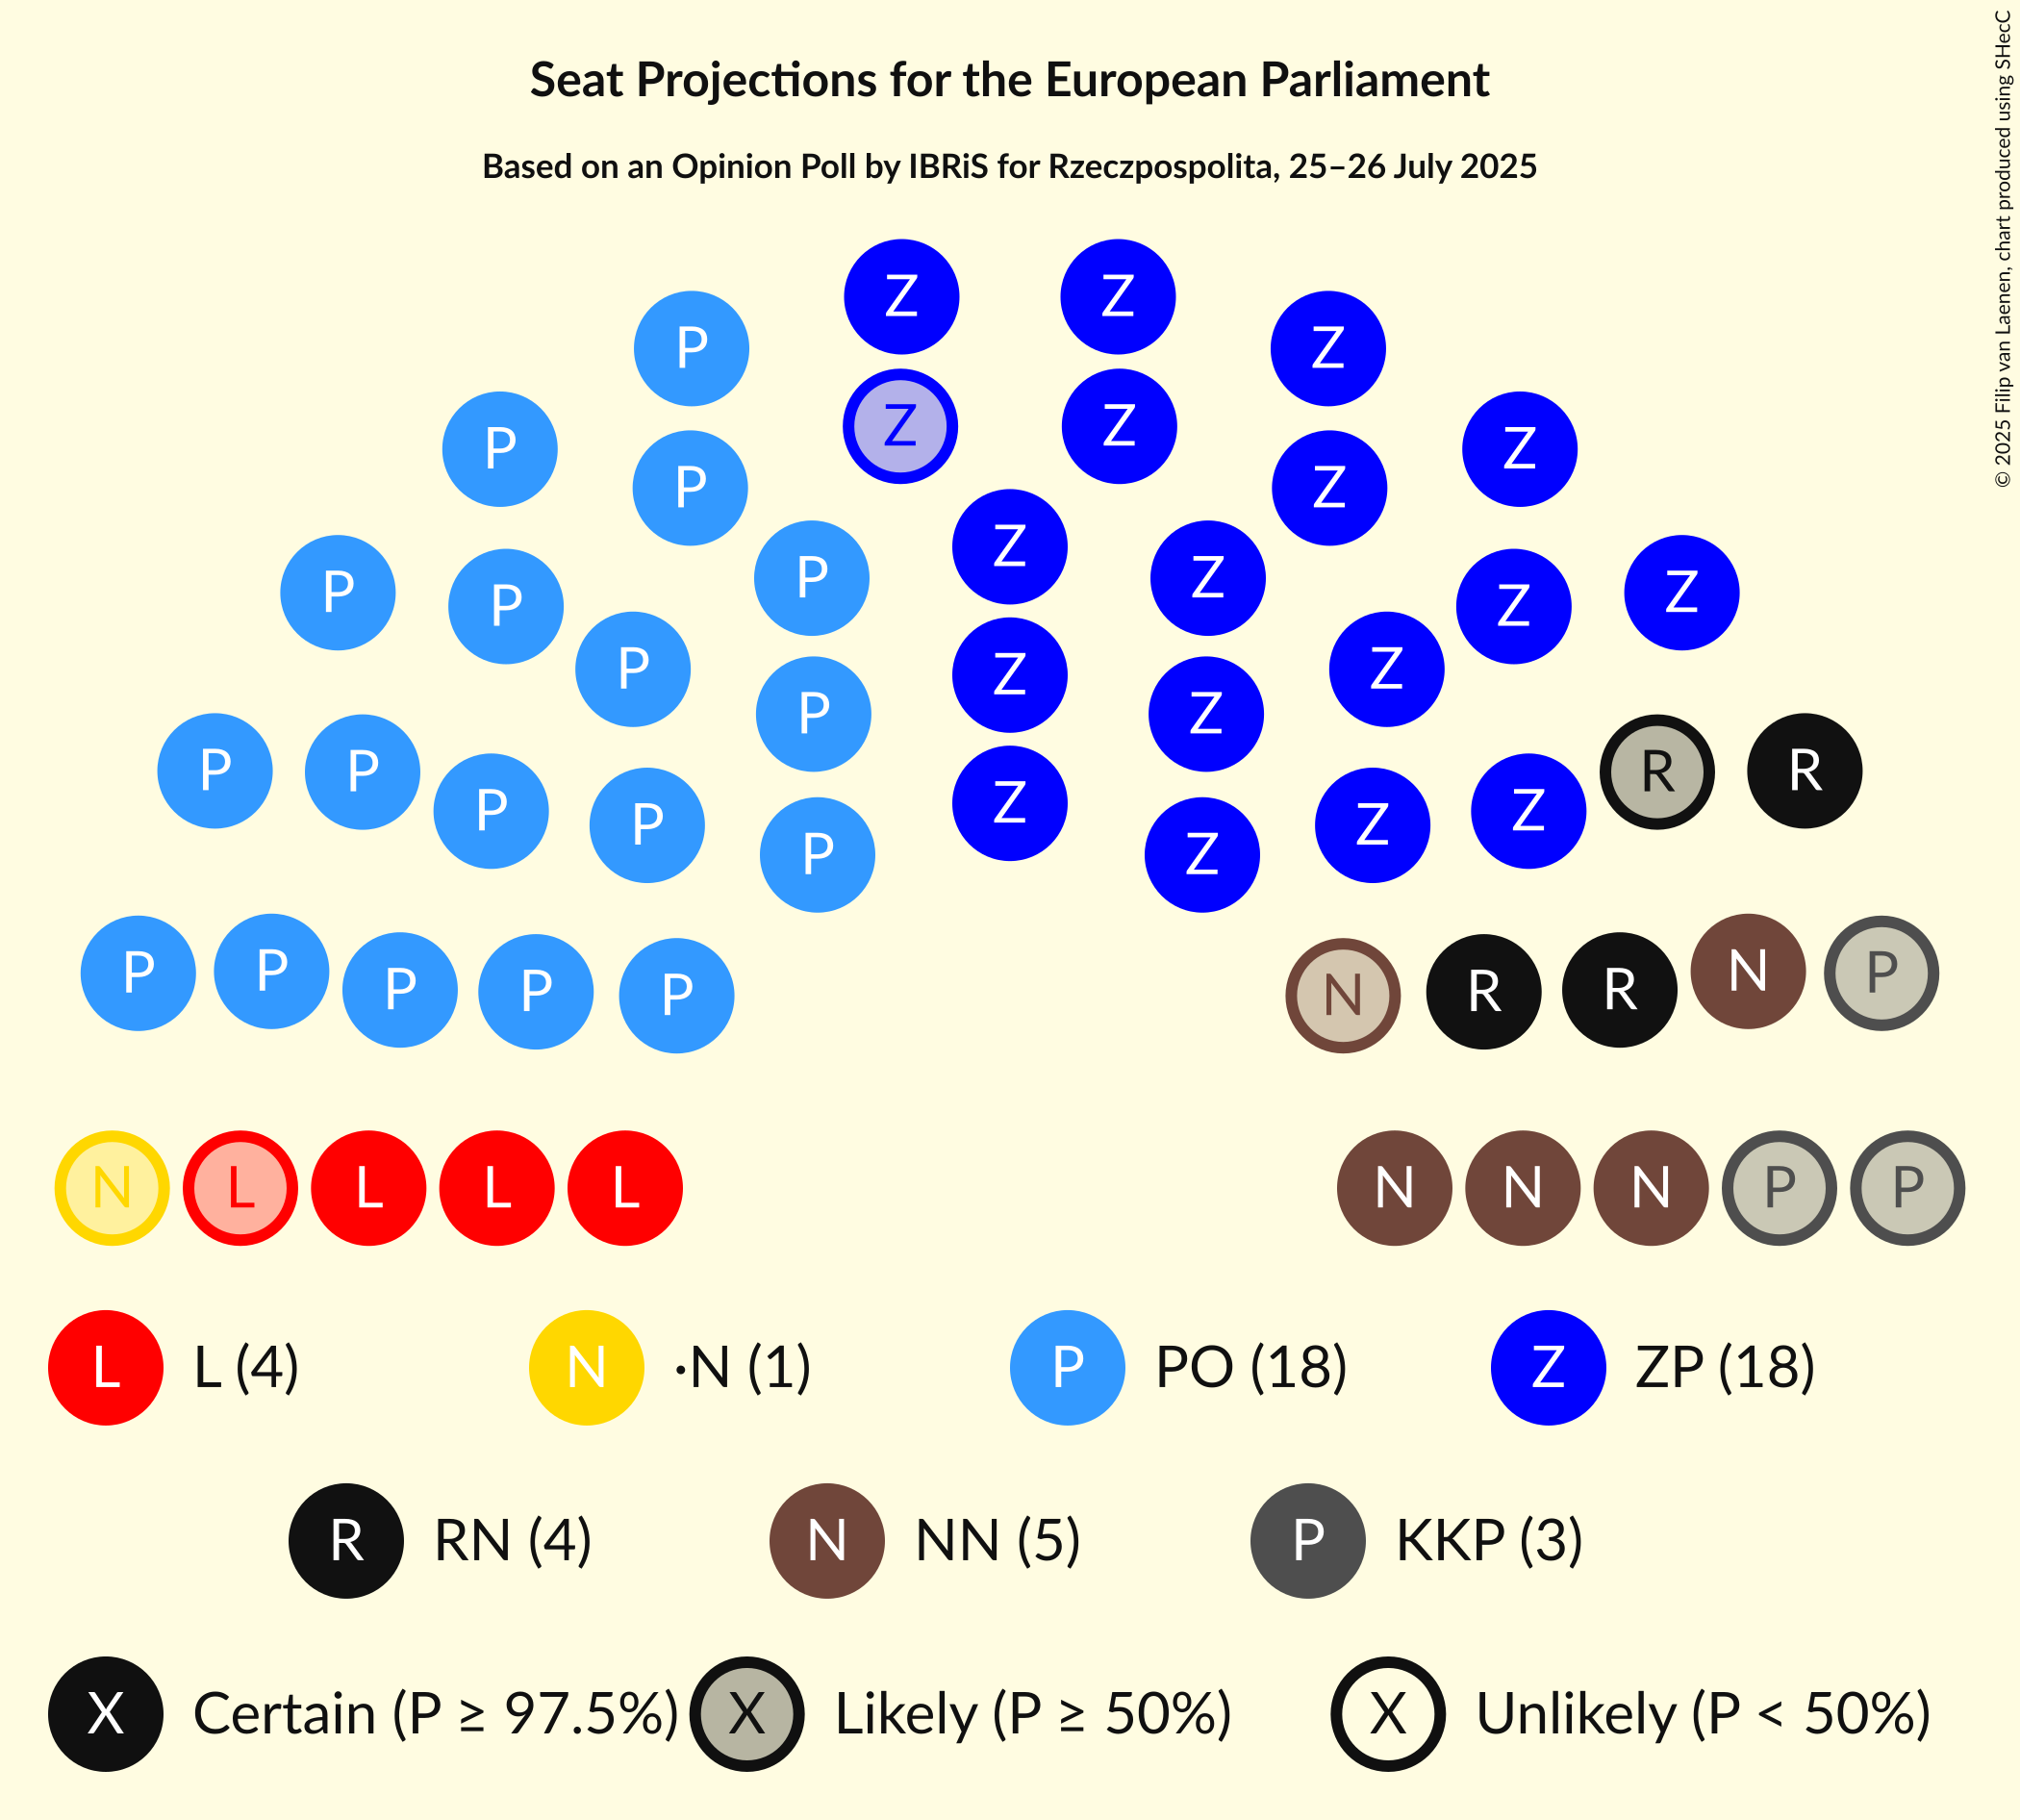 Seat Projections for the European Parliament
Based on an Opinion Poll by IBRiS for Rzeczpospolita, 25–26 July 2025
© 2025 Filip van Laenen, chart produced using SHecC
Z Z
P Z
Z Z
P Z
P Z
Z
P Z
P Z
P Z
P Z
Z
P Z
P R R P
P Z
P Z
P Z
P P P P P N R R N P
N L L L L N N N P P
L L (4) N ·N (1) P PO (18) Z ZP (18)
R RN (4) N NN (5) P KKP (3)
X Certain (P ≥ 97.5%) X Likely (P ≥ 50%) X Unlikely (P < 50%)